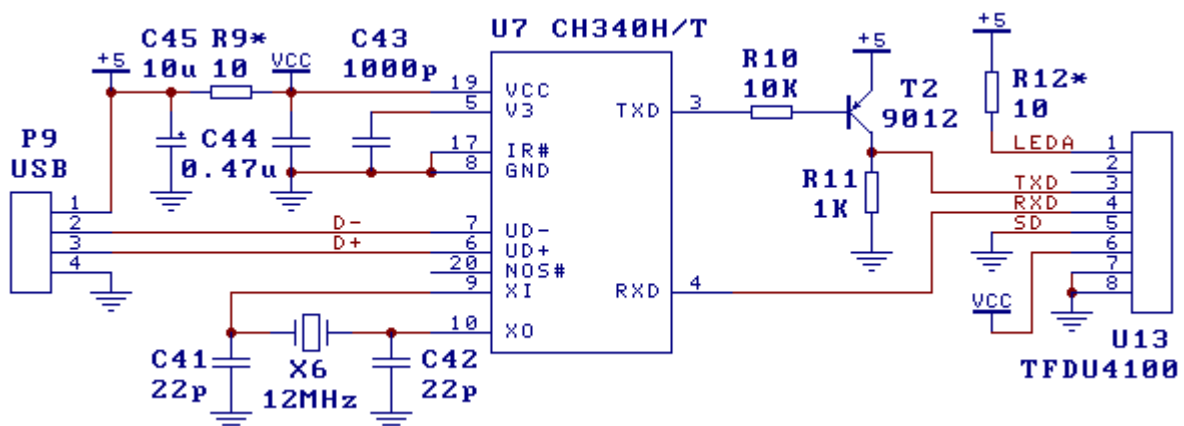 U7 CH340H/T
C45
10u
R9*
10
VCC
+5
C43
1000p
C44
0.47u
P9
USB
1
2
3
4
D-
D+
19
5
17
8
7
6
20
9
10
VCC
V3
IR#
GND
UD-
UD+
NOS#
XI
XO
TXD
3
RXD
4
C41
22p
X6
12MHz
C42
22p
R10
10K
+5
T2
9012
R11
1K
+5
R12*
10
LEDA
TXD
RXD
SD
VCC
1
2
3
4
5
6
7
8
U13
TFDU4100